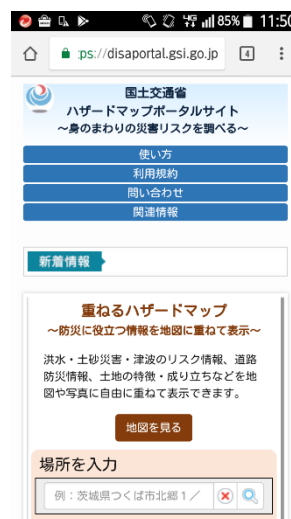 85% 11:50
ps://disaportal.gsi.go.jp 4
国土交通省
ハザードマップポータルサイト
～身のまわりの災害リスクを調べる～
使い方
利用規約
問い合わせ
関連情報
新着情報
重ねるハザードマップ
～防災に役立つ情報を地図に重ねて表示～
洪水・土砂災害・津波のリスク情報、道路
防災情報、土地の特徴・成り立ちなどを地
図や写真に自由に重ねて表示できます。
地図を見る
場所を入力
例：茨城県つくば市北郷１／